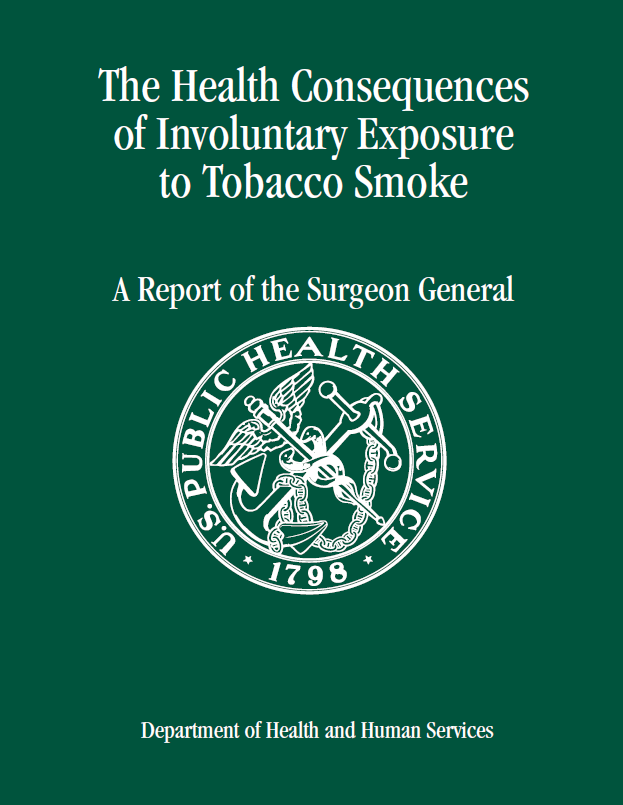 The Health Consequences
of Involuntary Exposure
to Tobacco Smoke
A Report of the Surgeon General
U.S. PUBLIC HEALTH SERVICE
1798
Department of Health and Human Services